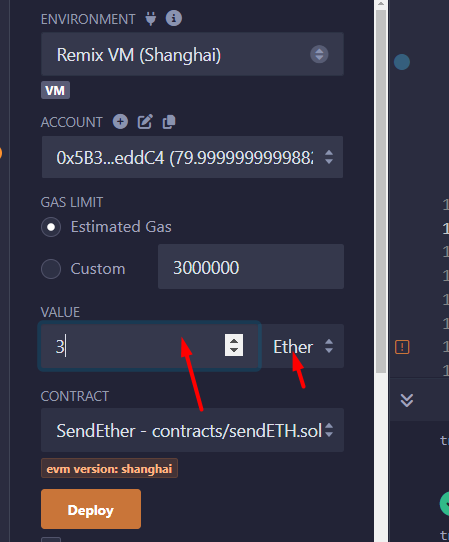 ENVIRONMENT
Remix VM (Shanghai)
VM
ACCOUNT
0x5B3...eddC4 (79.9999999999882
GAS LIMIT
Estimated Gas
Custom
3000000
VALUE
3
Ether
CONTRACT
SendEther - contracts/sendETH.sol
evm version: shanghai
Deploy